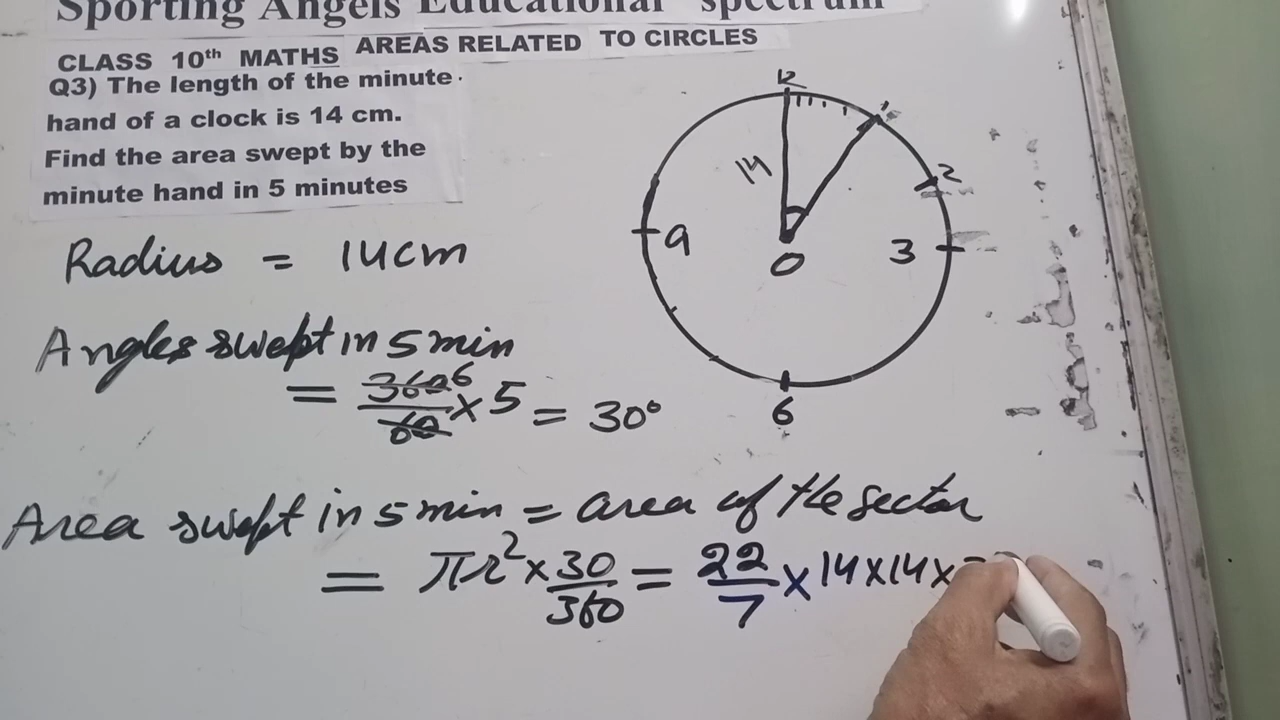 Sporting Angels Educational spectrum
CLASS 10th MATHS AREAS RELATED TO CIRCLES
Q3) The length of the minute
hand of a clock is 14 cm.
Find the area swept by the
minute hand in 5 minutes
12
1
2
14
9
3
O
6
Radius = 14cm
Angles swept in 5 min
= 360/60 6 × 5 = 30°
Area swept in 5 min = area of the sector
= πr² × 30/360 = 22/7 × 14 × 14 ×